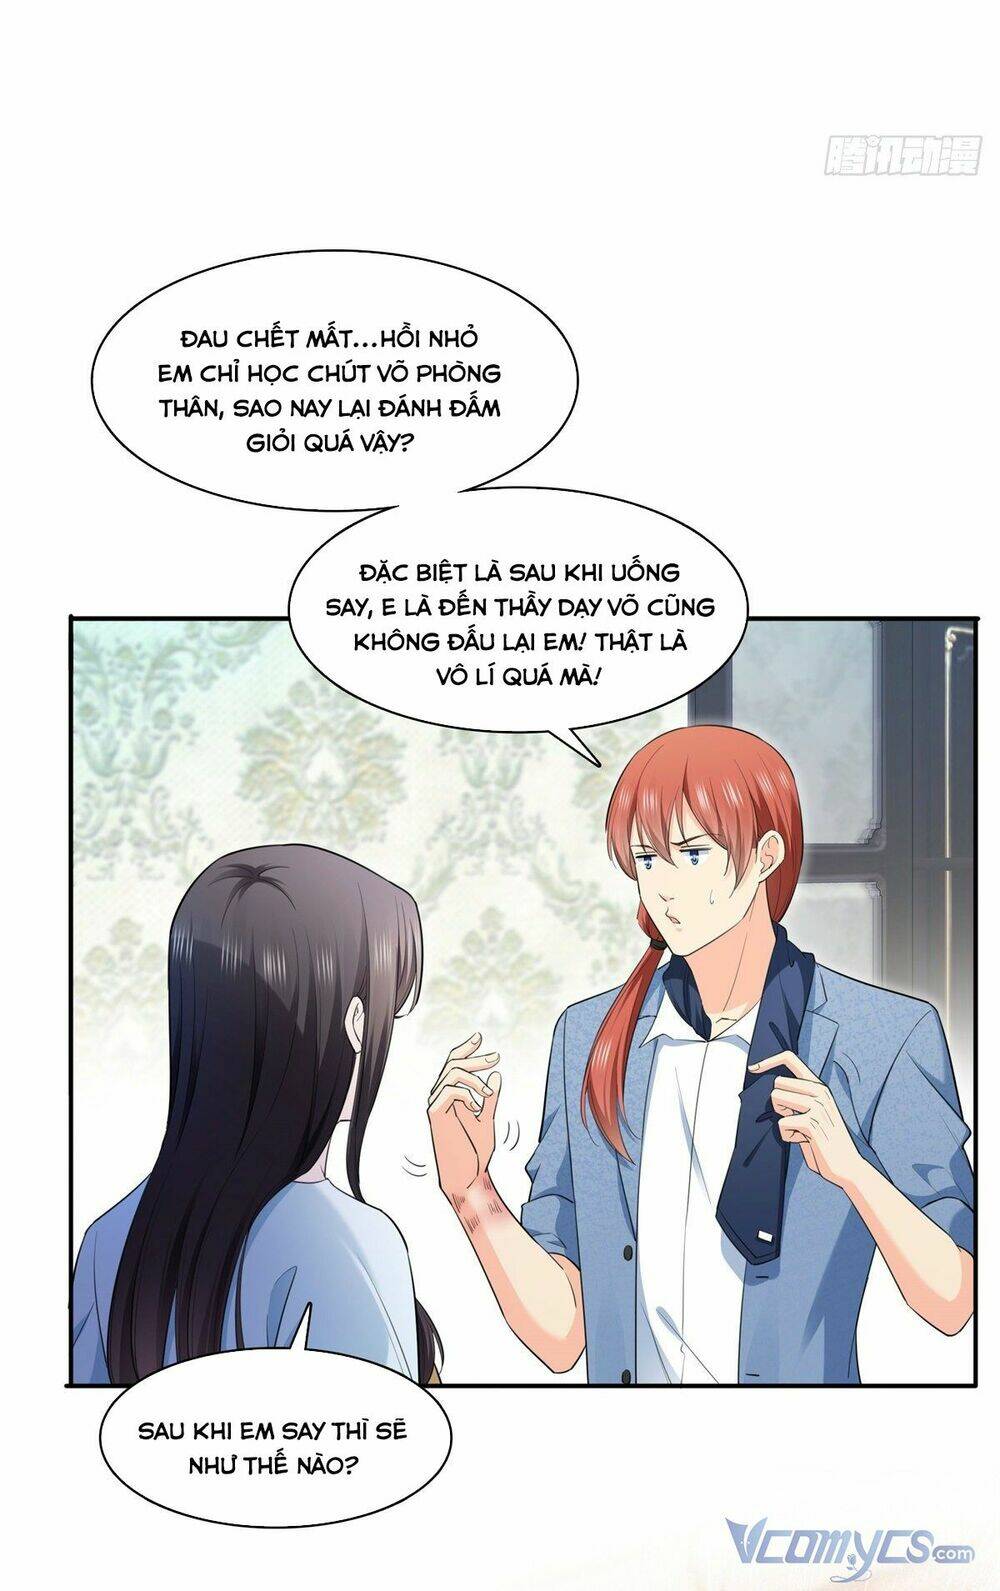 腾讯动漫
ĐAU CHẾT MẤT...HỒI NHỎ
EM CHỈ HỌC CHÚT VÕ PHÒNG
THÂN, SAO NAY LẠI ĐÁNH ĐẤM
GIỎI QUÁ VẬY?
ĐẶC BIỆT LÀ SAU KHI UỐNG
SAY, E LÀ ĐẾN THẦY DẠY VÕ CŨNG
KHÔNG ĐẤU LẠI EM! THẬT LÀ
VÔ LÍ QUÁ MÀ!
SAU KHI EM SAY THÌ SẼ
NHƯ THẾ NÀO?
VCOMYCS.com